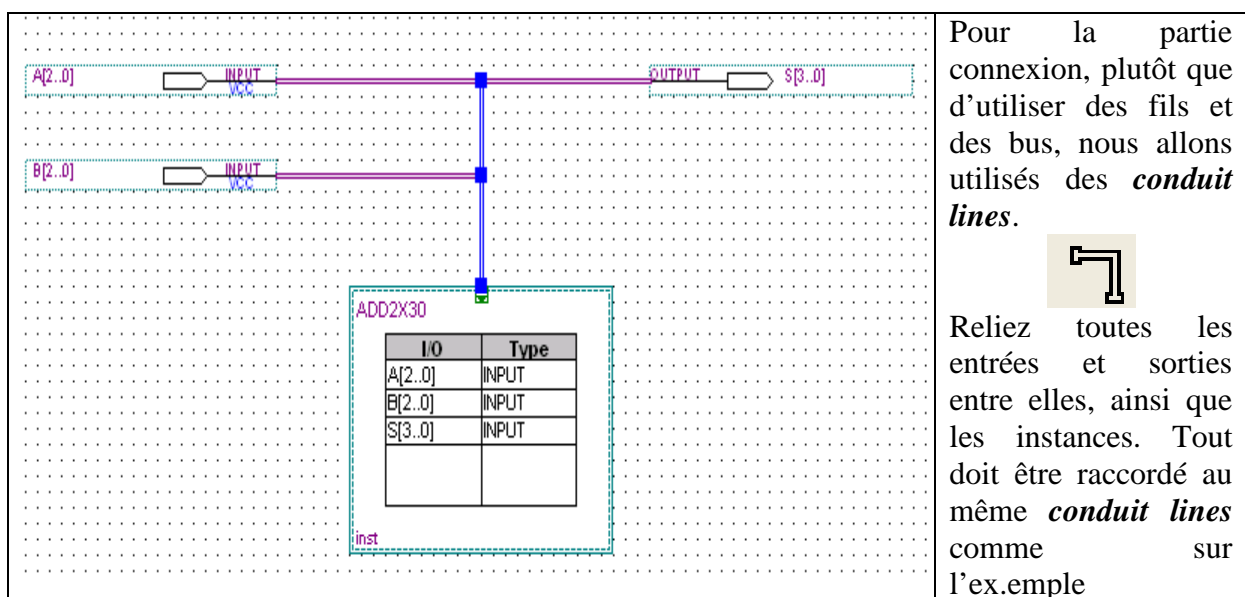 A[2..0] INPUT VCC OUTPUT S[3..0]
B[2..0] INPUT VCC
ADD2X30
I/O Type
A[2..0] INPUT
B[2..0] INPUT
S[3..0] INPUT
inst
Pour la partie
connexion, plutôt que
d’utiliser des fils et
des bus, nous allons
utilisés des conduit
lines.
Reliez toutes les
entrées et sorties
entre elles, ainsi que
les instances. Tout
doit être raccordé au
même conduit lines
comme sur
l’ex.emple